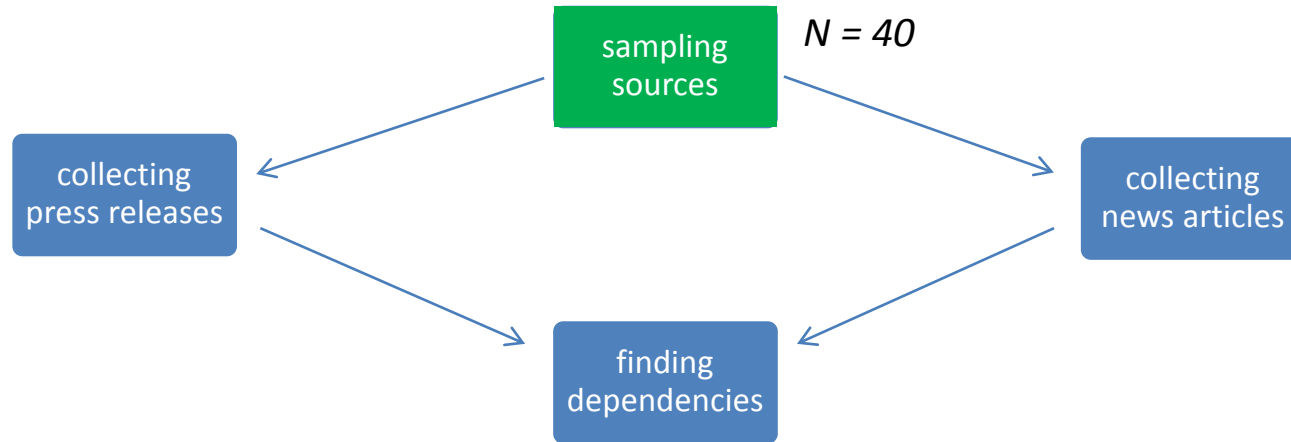 sampling
sources
N = 40
collecting
press releases
collecting
news articles
finding
dependencies